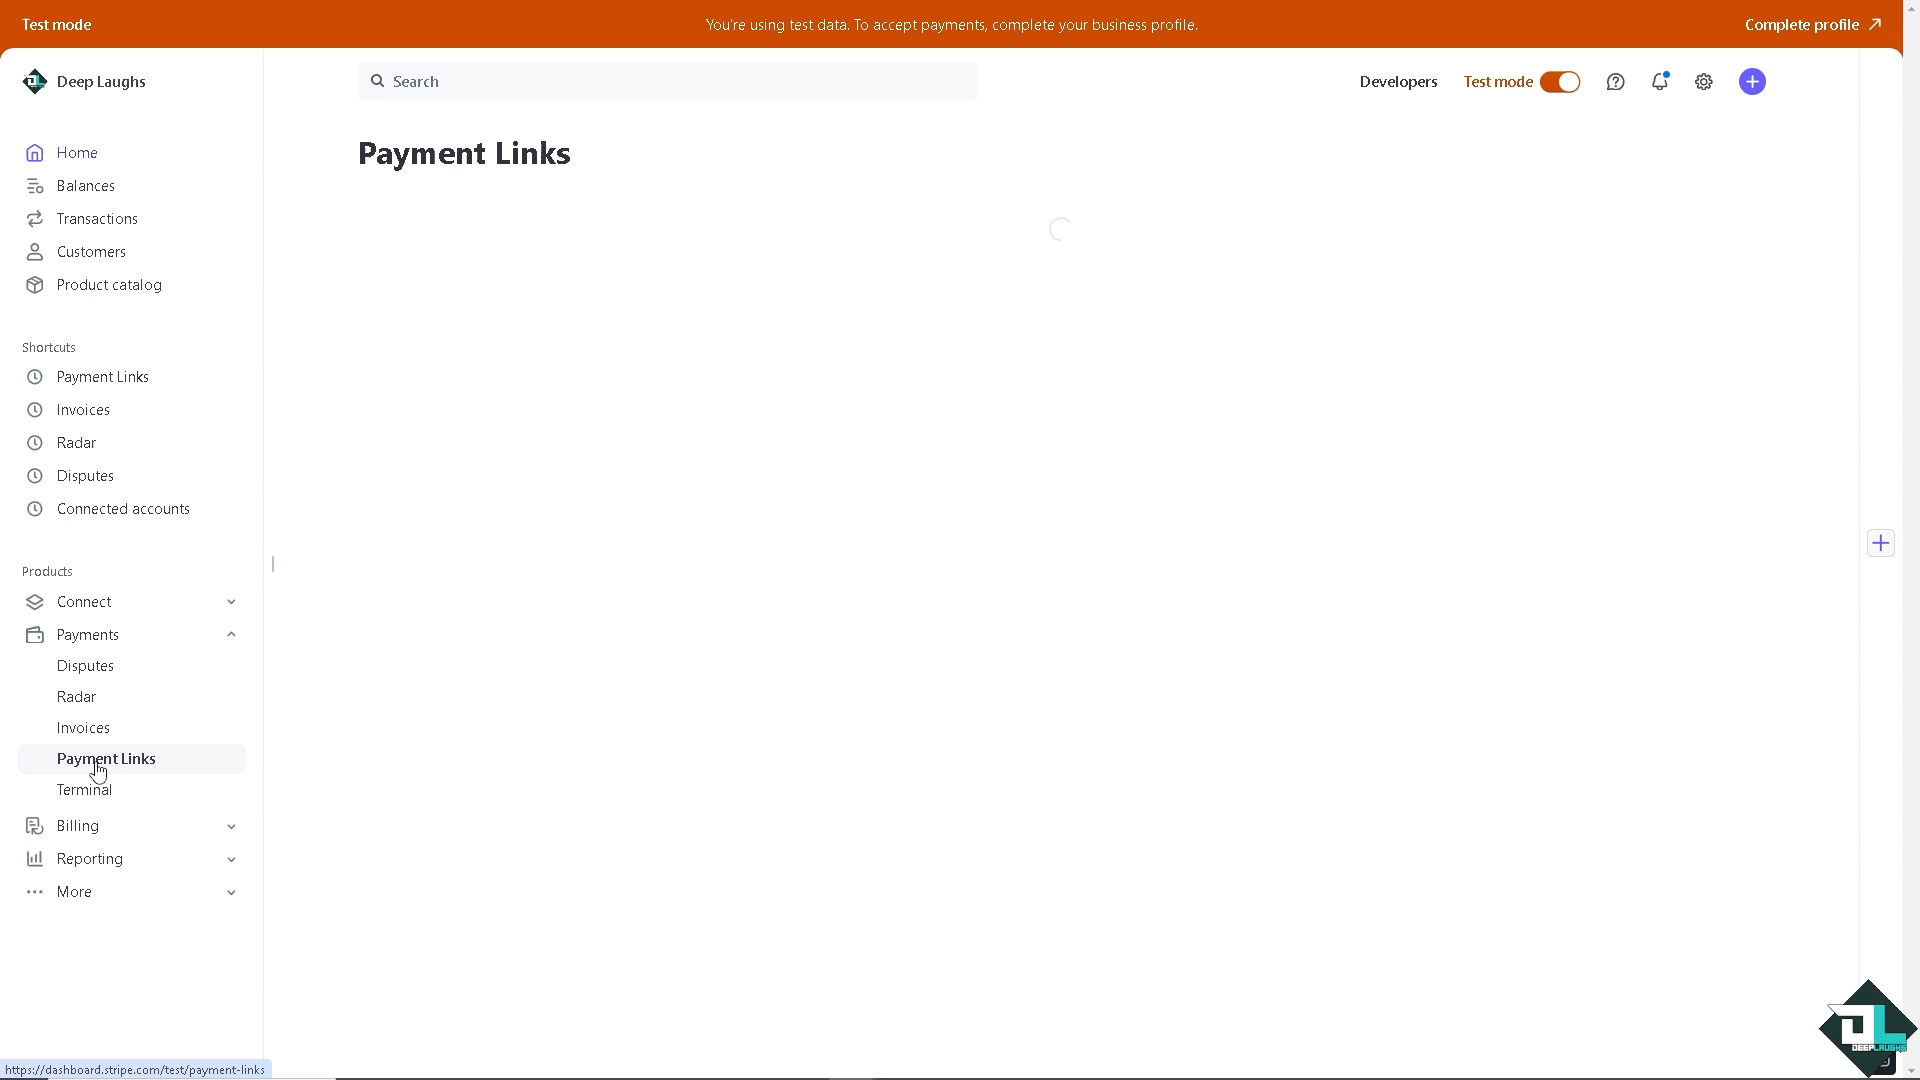 Test mode
You're using test data. To accept payments, complete your business profile.
Complete profile
Deep Laughs
Search
Developers
Test mode
Home
Balances
Transactions
Customers
Product catalog
Payment Links
Shortcuts
Payment Links
Invoices
Radar
Disputes
Connected accounts
Products
Connect
Payments
Disputes
Radar
Invoices
Payment Links
Terminal
Billing
Reporting
More
DEEPLAUGHS
https://dashboard.stripe.com/test/payment-links